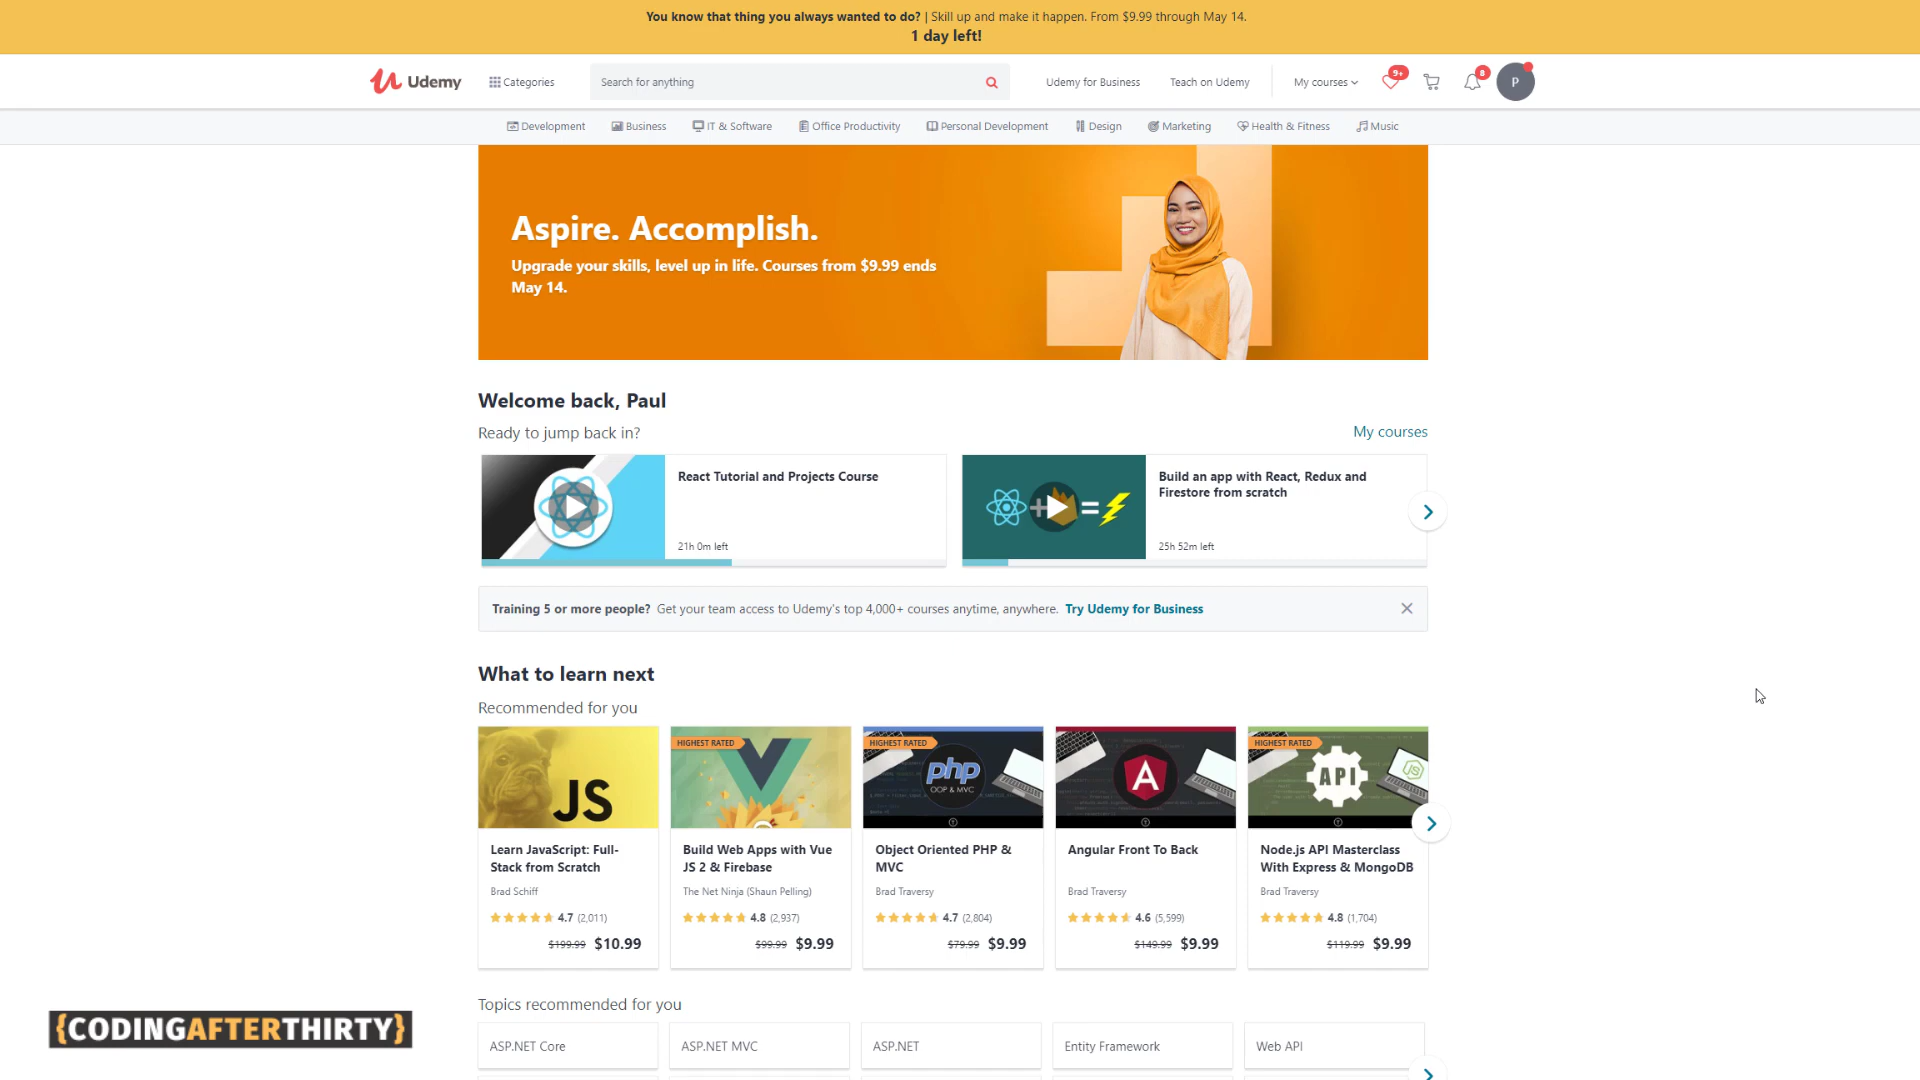 You know that thing you always wanted to do? | Skill up and make it happen. From $9.99 through May 14.
1 day left!
Udemy
Categories
Search for anything
Udemy for Business
Teach on Udemy
My courses
9+
8
P
Development
Business
IT & Software
Office Productivity
Personal Development
Design
Marketing
Health & Fitness
Music
Aspire. Accomplish.
Upgrade your skills, level up in life. Courses from $9.99 ends
May 14.
Welcome back, Paul
Ready to jump back in?
My courses
React Tutorial and Projects Course
21h 0m left
Build an app with React, Redux and
Firestore from scratch
25h 52m left
Training 5 or more people? Get your team access to Udemy's top 4,000+ courses anytime, anywhere. Try Udemy for Business
What to learn next
Recommended for you
JS
Learn JavaScript: Full-
Stack from Scratch
Brad Schiff
4.7 (2,011)
$199.99 $10.99
HIGHEST RATED
Build Web Apps with Vue
JS 2 & Firebase
The Net Ninja (Shaun Pelling)
4.8 (2,937)
$99.99 $9.99
HIGHEST RATED
php
OOP & MVC
Object Oriented PHP &
MVC
Brad Traversy
4.7 (2,804)
$79.99 $9.99
A
Angular Front To Back
Brad Traversy
4.6 (5,599)
$149.99 $9.99
HIGHEST RATED
API
JS
Node.js API Masterclass
With Express & MongoDB
Brad Traversy
4.8 (1,704)
$119.99 $9.99
Topics recommended for you
ASP.NET Core
ASP.NET MVC
ASP.NET
Entity Framework
Web API
{CODINGAFTERTHIRTY}